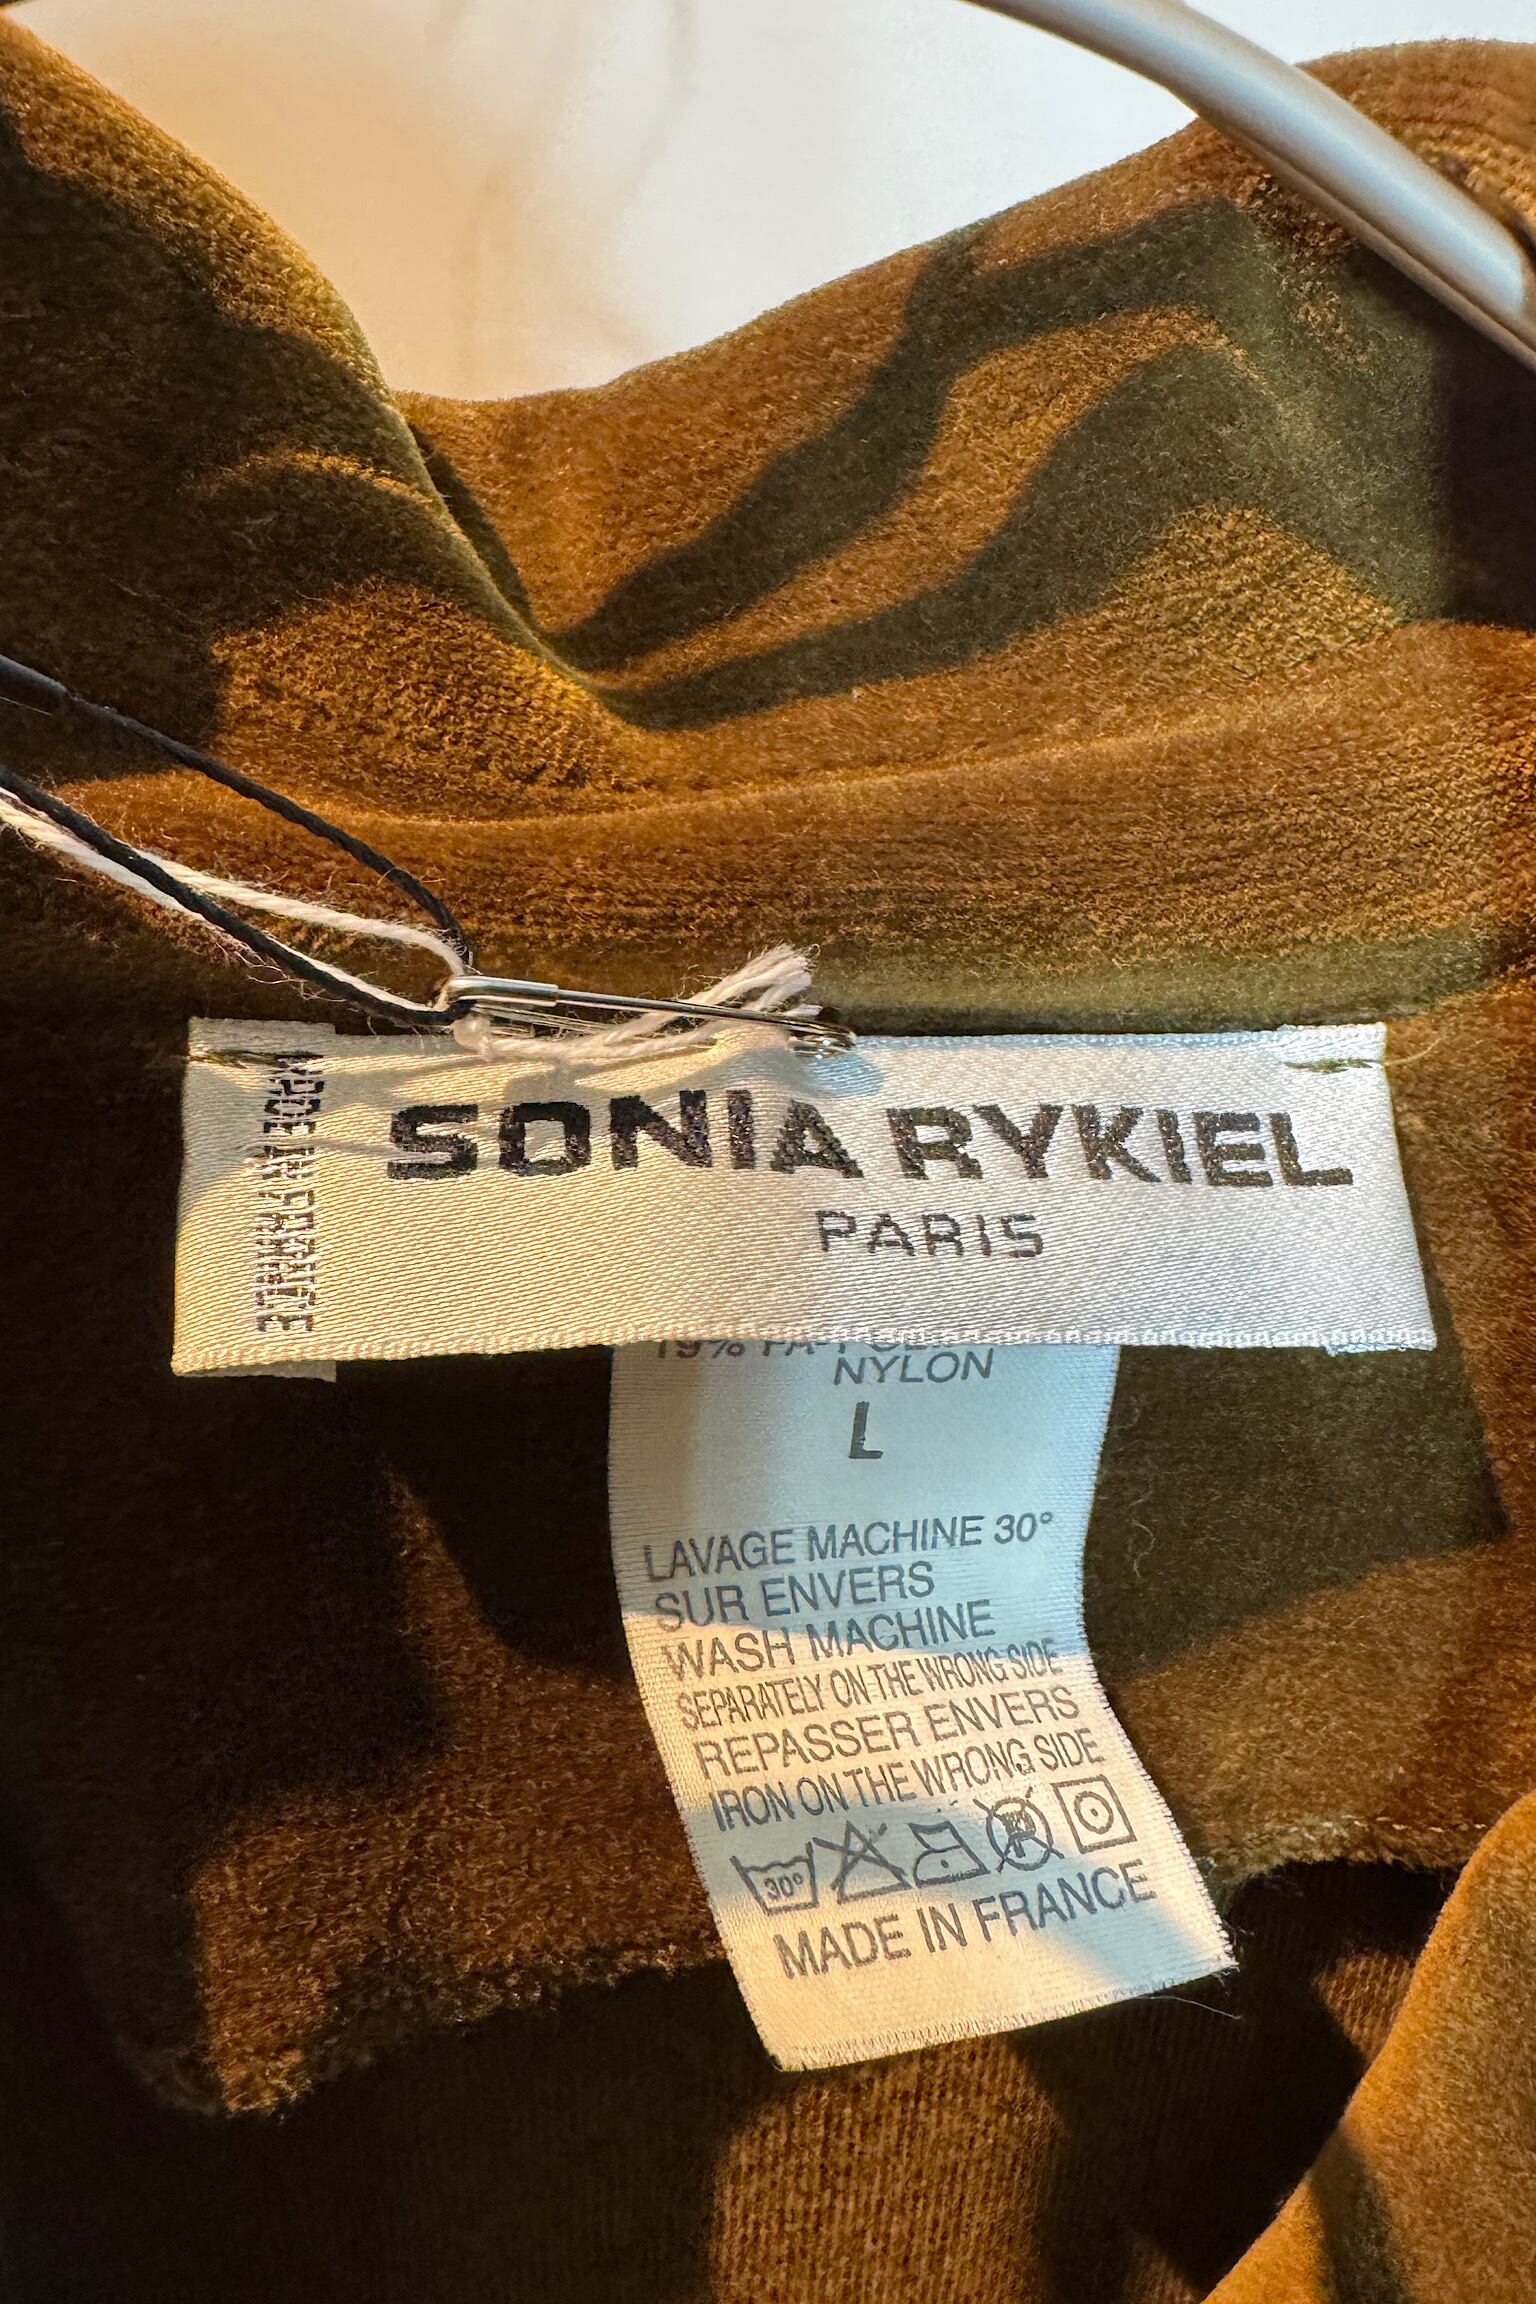 SONIA RYKIEL
PARIS
MADE IN FRANCE
19%
NYLON
L
LAVAGE MACHINE 30°
SUR ENVERS
WASH MACHINE
SEPARATELY ON THE WRONG SIDE
REPASSER ENVERS
IRON ON THE WRONG SIDE
30°
MADE IN FRANCE